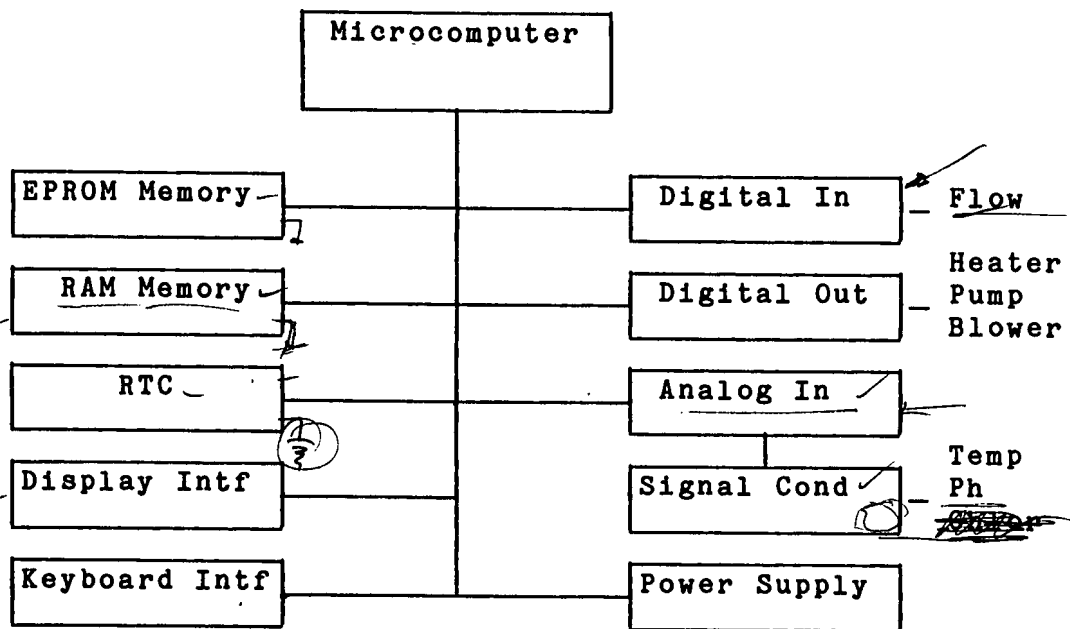 Microcomputer
EPROM Memory
RAM Memory
RTC
Display Intf
Keyboard Intf
Digital In
Flow
Digital Out
Heater
Pump
Blower
Analog In
Signal Cond
Temp
Ph
Power Supply